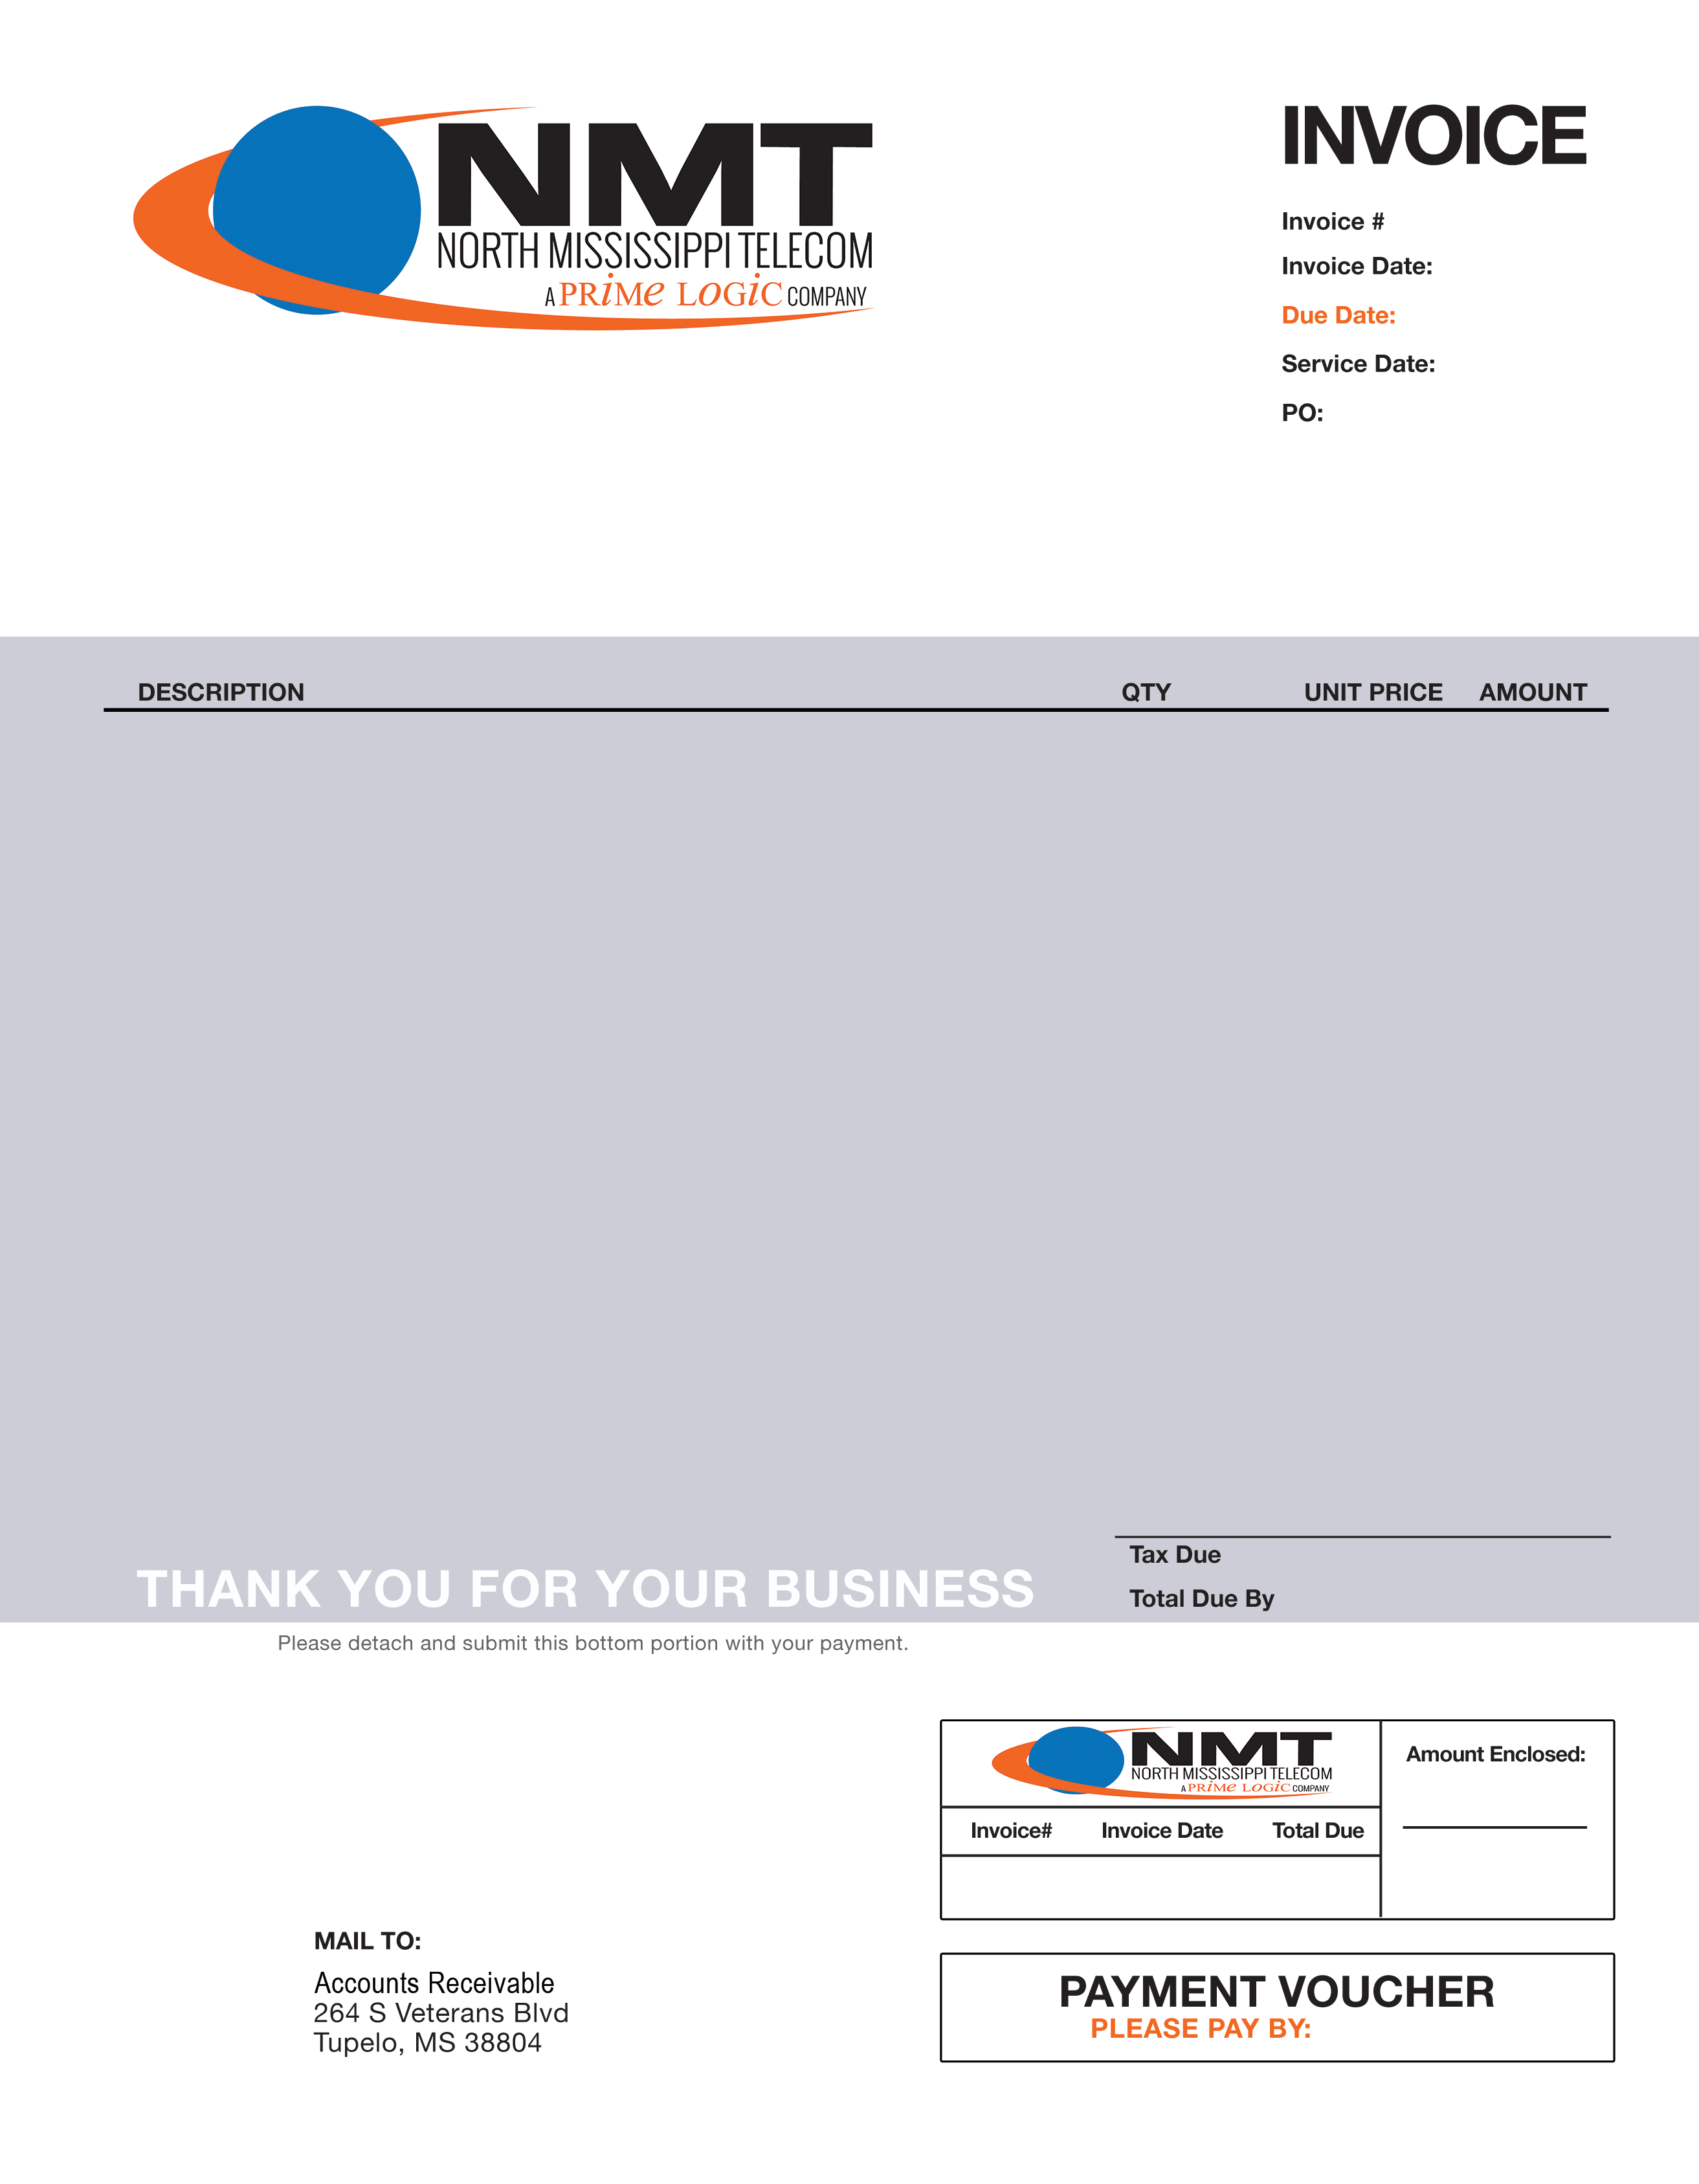 NMT
NORTH MISSISSIPPI TELECOM
A PRiMe LOGiC COMPANY
INVOICE
Invoice #
Invoice Date:
Due Date:
Service Date:
PO:
DESCRIPTION QTY UNIT PRICE AMOUNT
Tax Due
THANK YOU FOR YOUR BUSINESS
Total Due By
Please detach and submit this bottom portion with your payment.
NMT
NORTH MISSISSIPPI TELECOM
A PRiMe LOGiC COMPANY
Amount Enclosed:
Invoice# Invoice Date Total Due
MAIL TO:
Accounts Receivable
264 S Veterans Blvd
Tupelo, MS 38804
PAYMENT VOUCHER
PLEASE PAY BY: